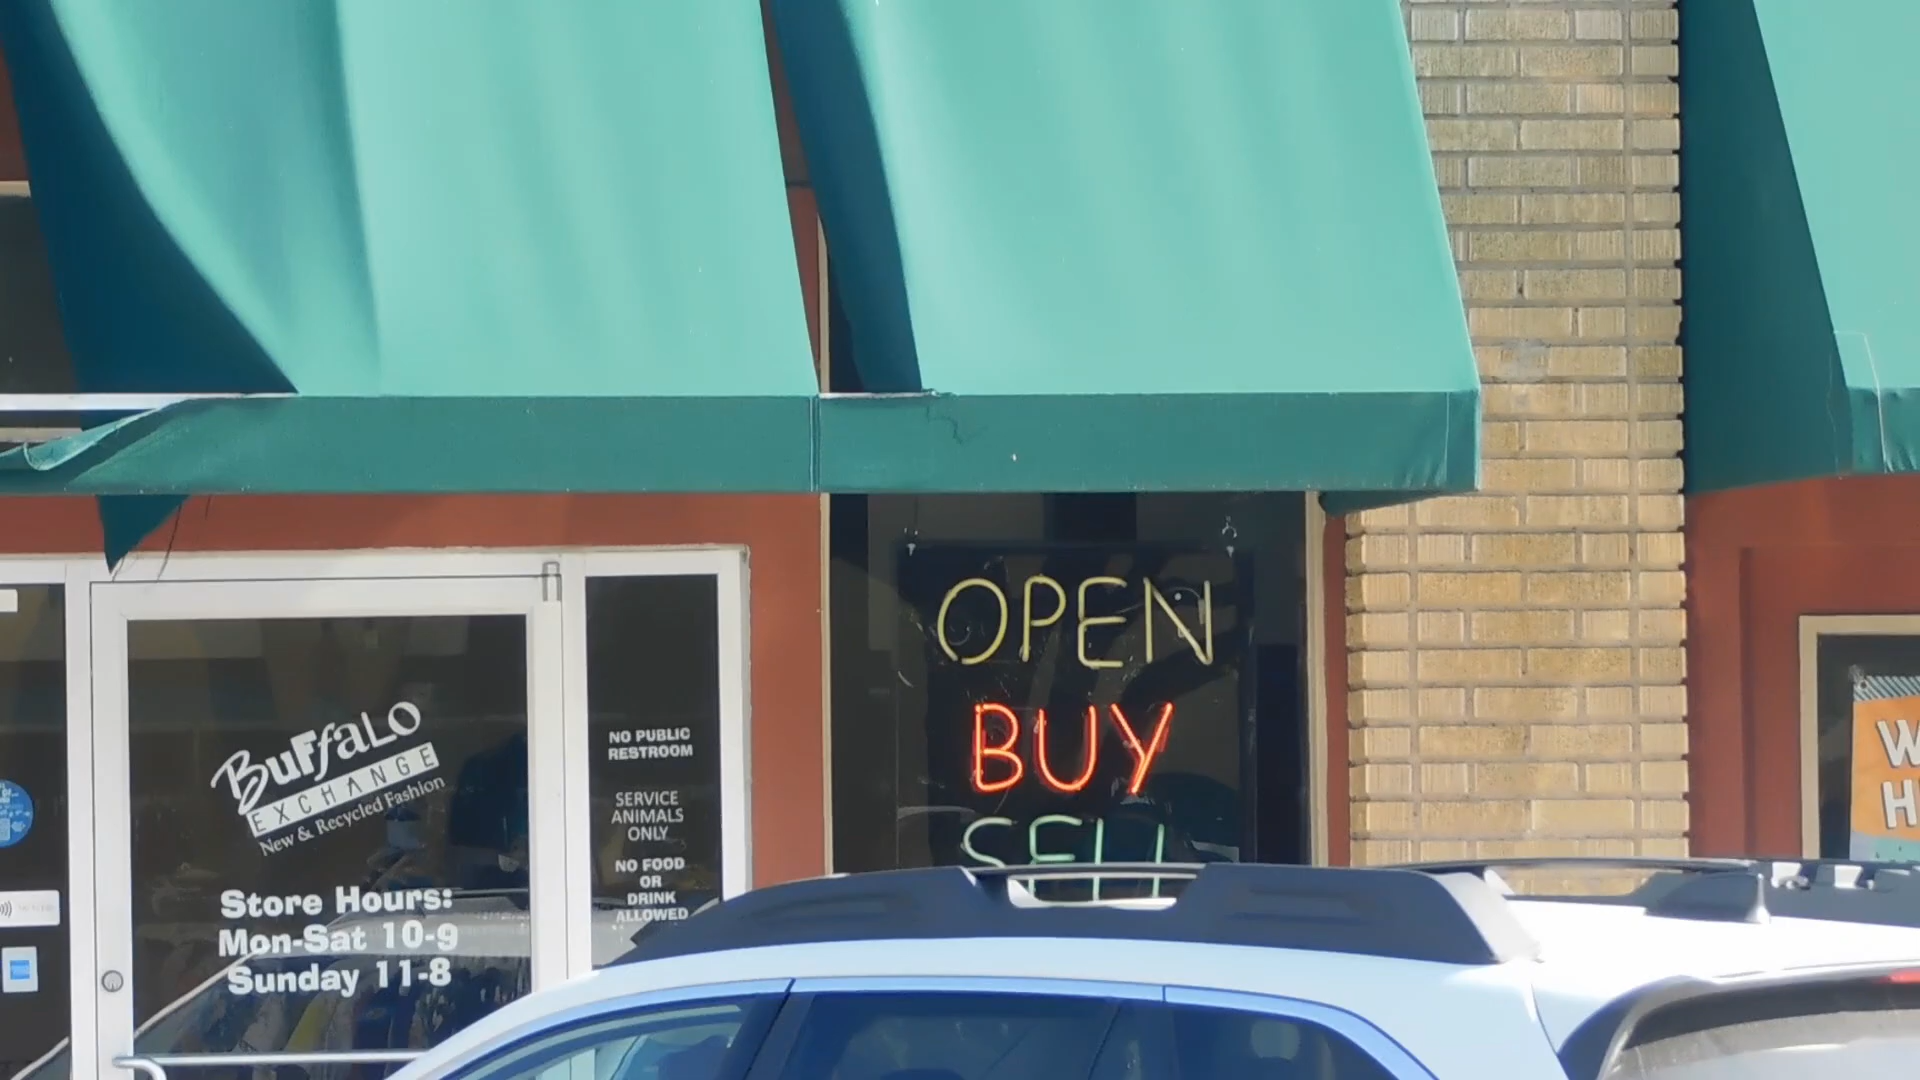 Buffalo
EXCHANGE
New & Recycled Fashion
Store Hours:
Mon-Sat 10-9
Sunday 11-8
NO PUBLIC
RESTROOM
SERVICE
ANIMALS
ONLY
NO FOOD
OR
DRINK
ALLOWED
OPEN
BUY
SELL
W
H